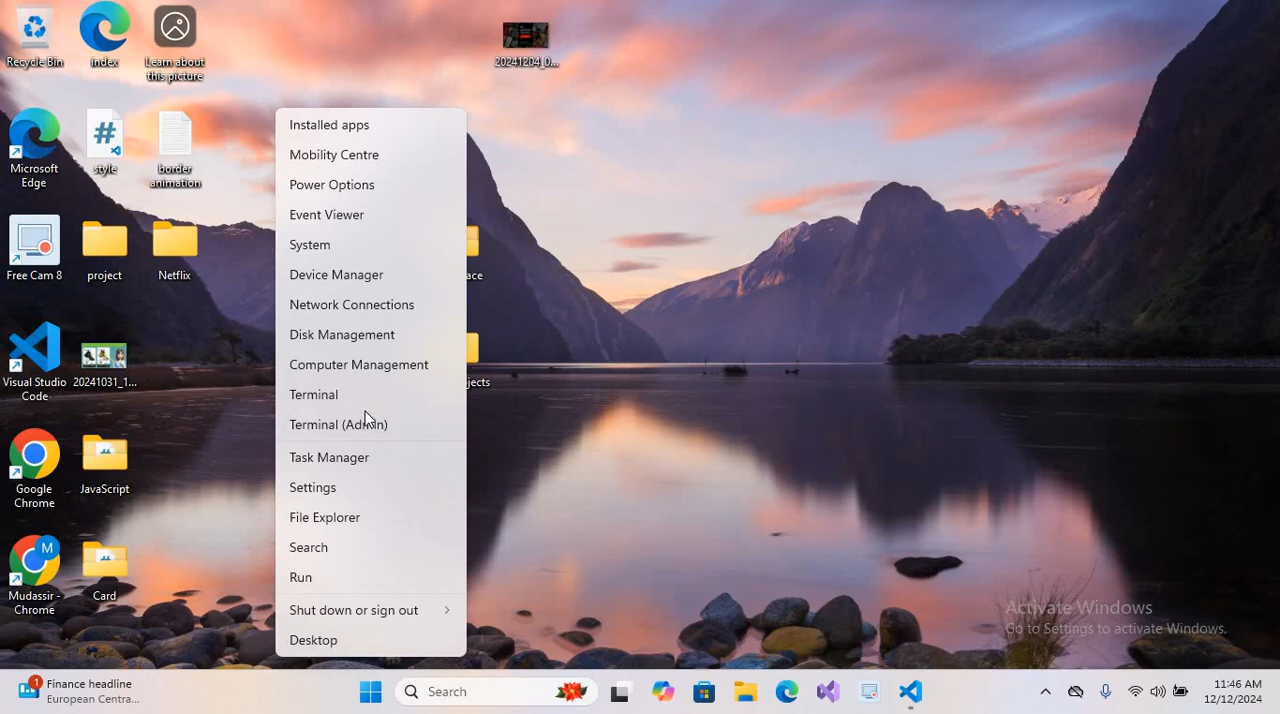 Recycle Bin
index
Learn about
this picture
20241204_0...
Microsoft
Edge
#
style
border
animation
Free Cam 8
project
Netflix
ace
Visual Studio
Code
20241031_1...
jects
Google
Chrome
JavaScript
M
Mudassir -
Chrome
Card
Installed apps
Mobility Centre
Power Options
Event Viewer
System
Device Manager
Network Connections
Disk Management
Computer Management
Terminal
Terminal (Admin)
Task Manager
Settings
File Explorer
Search
Run
Shut down or sign out
Desktop
Activate Windows
Go to Settings to activate Windows.
1
Finance headline
European Centra...
Search
11:46 AM
12/12/2024